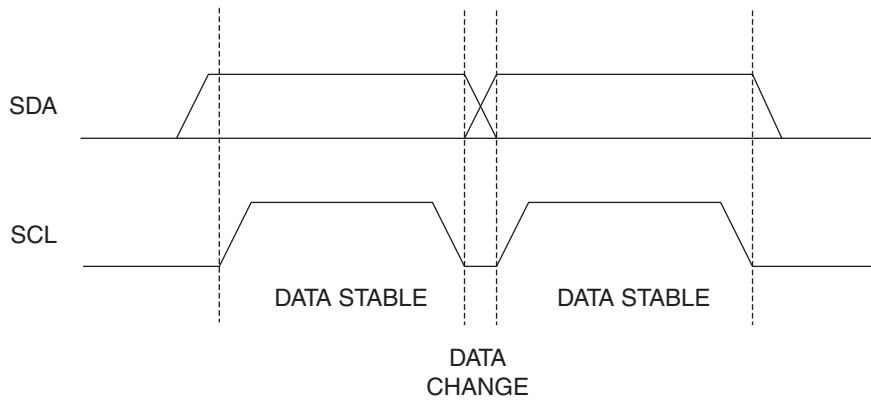 SDA
SCL
DATA STABLE
DATA STABLE
DATA
CHANGE